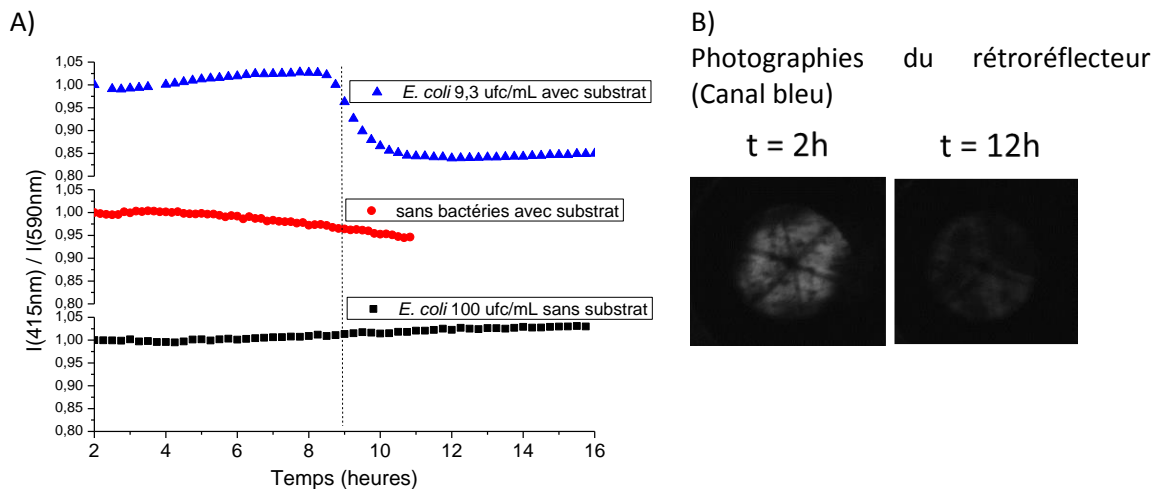 A)
1,05
1,00
0,95
0,90
0,85
0,80
E. coli 9,3 ufc/mL avec substrat
1,05
1,00
0,95
0,90
0,85
0,80
sans bactéries avec substrat
1,05
1,00
0,95
0,90
0,85
0,80
E. coli 100 ufc/mL sans substrat
I(415nm) / I(590nm)
2 4 6 8 10 12 14 16
Temps (heures)
B)
Photographies du rétroréflecteur
(Canal bleu)
t = 2h t = 12h